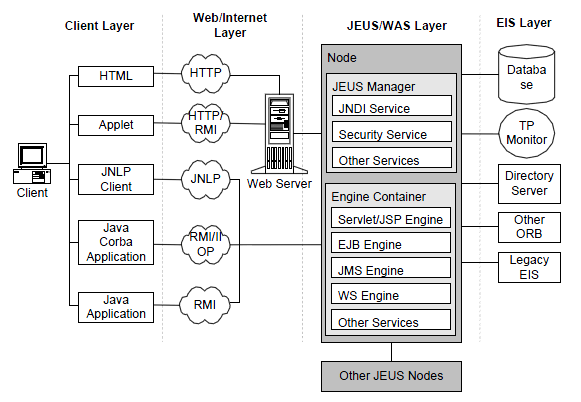 Client Layer
Web/Internet
Layer
JEUS/WAS Layer
EIS Layer
Client
HTML
Applet
JNLP
Client
Java
Corba
Application
Java
Application
HTTP
HTTP/
RMI
JNLP
RMI/II
OP
RMI
Web Server
Node
JEUS Manager
JNDI Service
Security Service
Other Services
Engine Container
Servlet/JSP Engine
EJB Engine
JMS Engine
WS Engine
Other Services
Other JEUS Nodes
Databa
se
TP
Monitor
Directory
Server
Other
ORB
Legacy
EIS